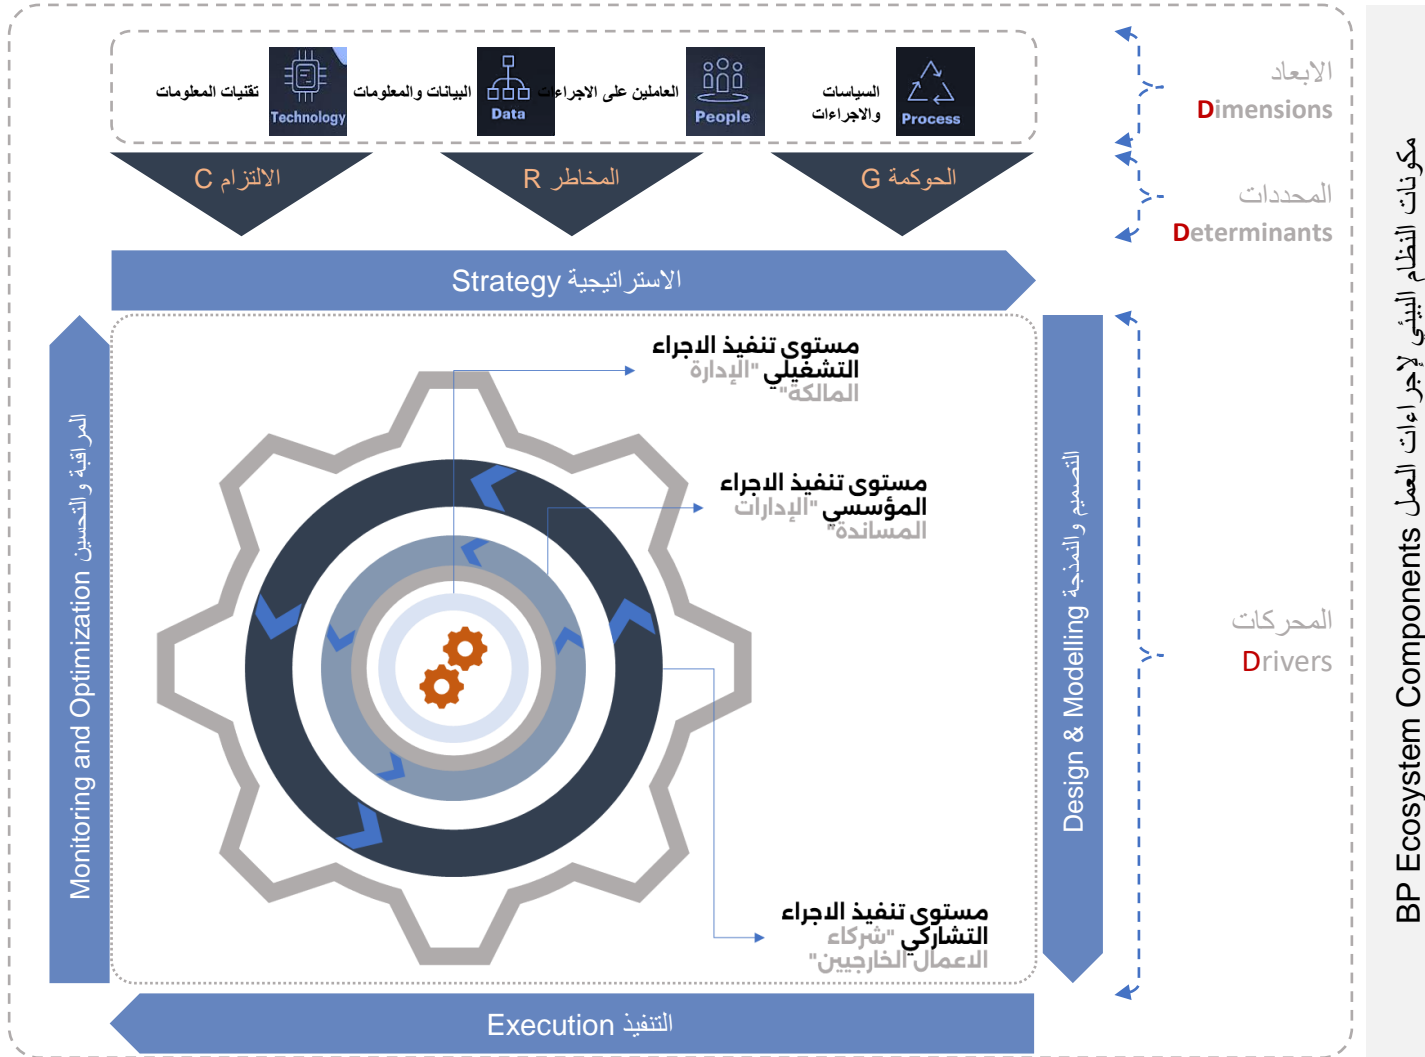 مكونات النظام البيئي لإجراءات العمل BP Ecosystem Components
الابعاد
Dimensions
السياسات
والاجراءات
Process
العاملين على الاجراءات
People
البيانات والمعلومات
Data
تقنيات المعلومات
Technology
المحددات
Determinants
الحوكمة G
المخاطر R
الالتزام C
الاستراتيجية Strategy
المحركات
Drivers
التصميم والنمذجة Design & Modelling
مستوى تنفيذ الاجراء
التشغيلي "الإدارة
المالكة"
مستوى تنفيذ الاجراء
المؤسسي "الإدارات
المساندة"
مستوى تنفيذ الاجراء
التشاركي "شركاء
الاعمال الخارجيين"
المراقبة والتحسين Monitoring and Optimization
التنفيذ Execution